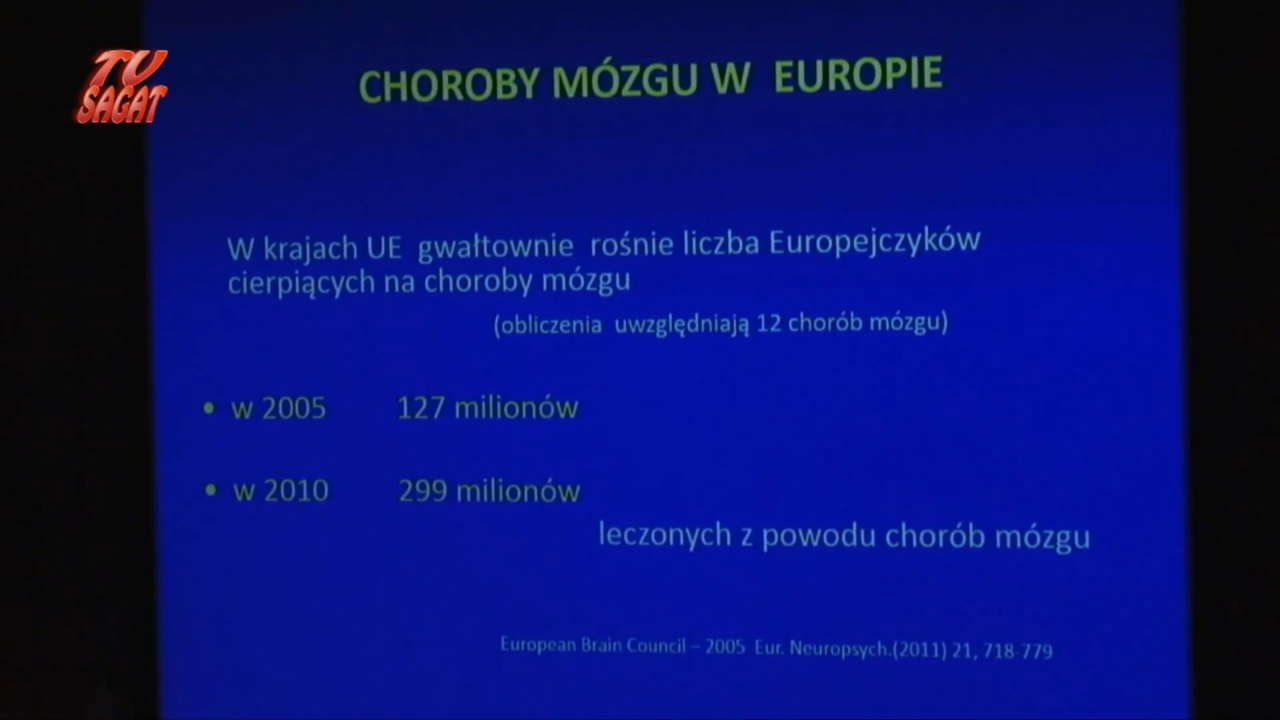 TV
SAGAT
CHOROBY MÓZGU W EUROPIE
W krajach UE gwałtownie rośnie liczba Europejczyków
cierpiących na choroby mózgu
(obliczenia uwzględniają 12 chorób mózgu)
• w 2005 127 milionów
• w 2010 299 milionów
leczonych z powodu chorób mózgu
European Brain Council – 2005 Eur. Neuropsych.(2011) 21, 718-779